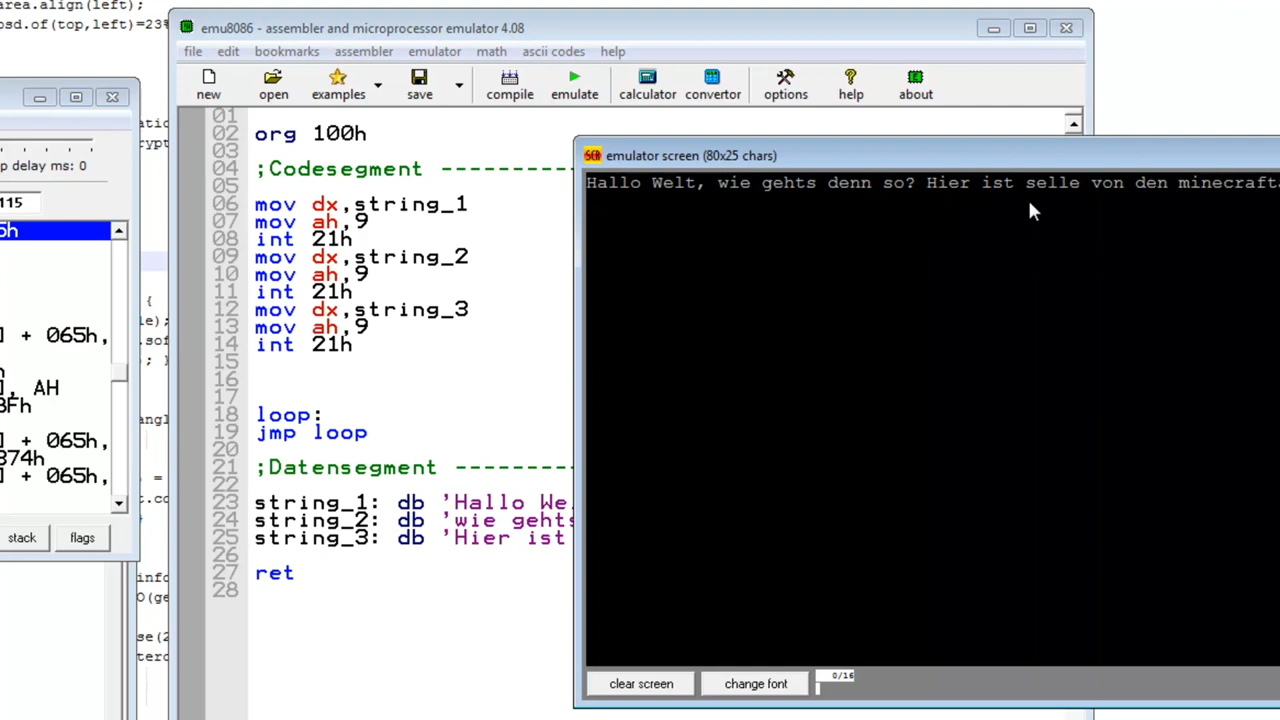 area.align(left);
osd.of(top,left)=23
emu8086 - assembler and microprocessor emulator 4.08
file edit bookmarks assembler emulator math ascii codes help
new open examples save compile emulate calculator convertor options help about
p delay ms: 0
115
5h
] + 065h,
], AH
3Fh
] + 065h,
374h
] + 065h,
stack flags
01
02 org 100h
03
04 ;Codesegment
05
06 mov dx,string_1
07 mov ah,9
08 int 21h
09 mov dx,string_2
10 mov ah,9
11 int 21h
12 mov dx,string_3
13 mov ah,9
14 int 21h
15
16
17
18 loop:
19 jmp loop
20
21 ;Datensegment
22
23 string_1: db 'Hallo We
24 string_2: db 'wie gehts
25 string_3: db 'Hier ist
26
27 ret
28
SCR emulator screen (80x25 chars)
Hallo Welt, wie gehts denn so? Hier ist selle von den minecraft
clear screen change font 0/16